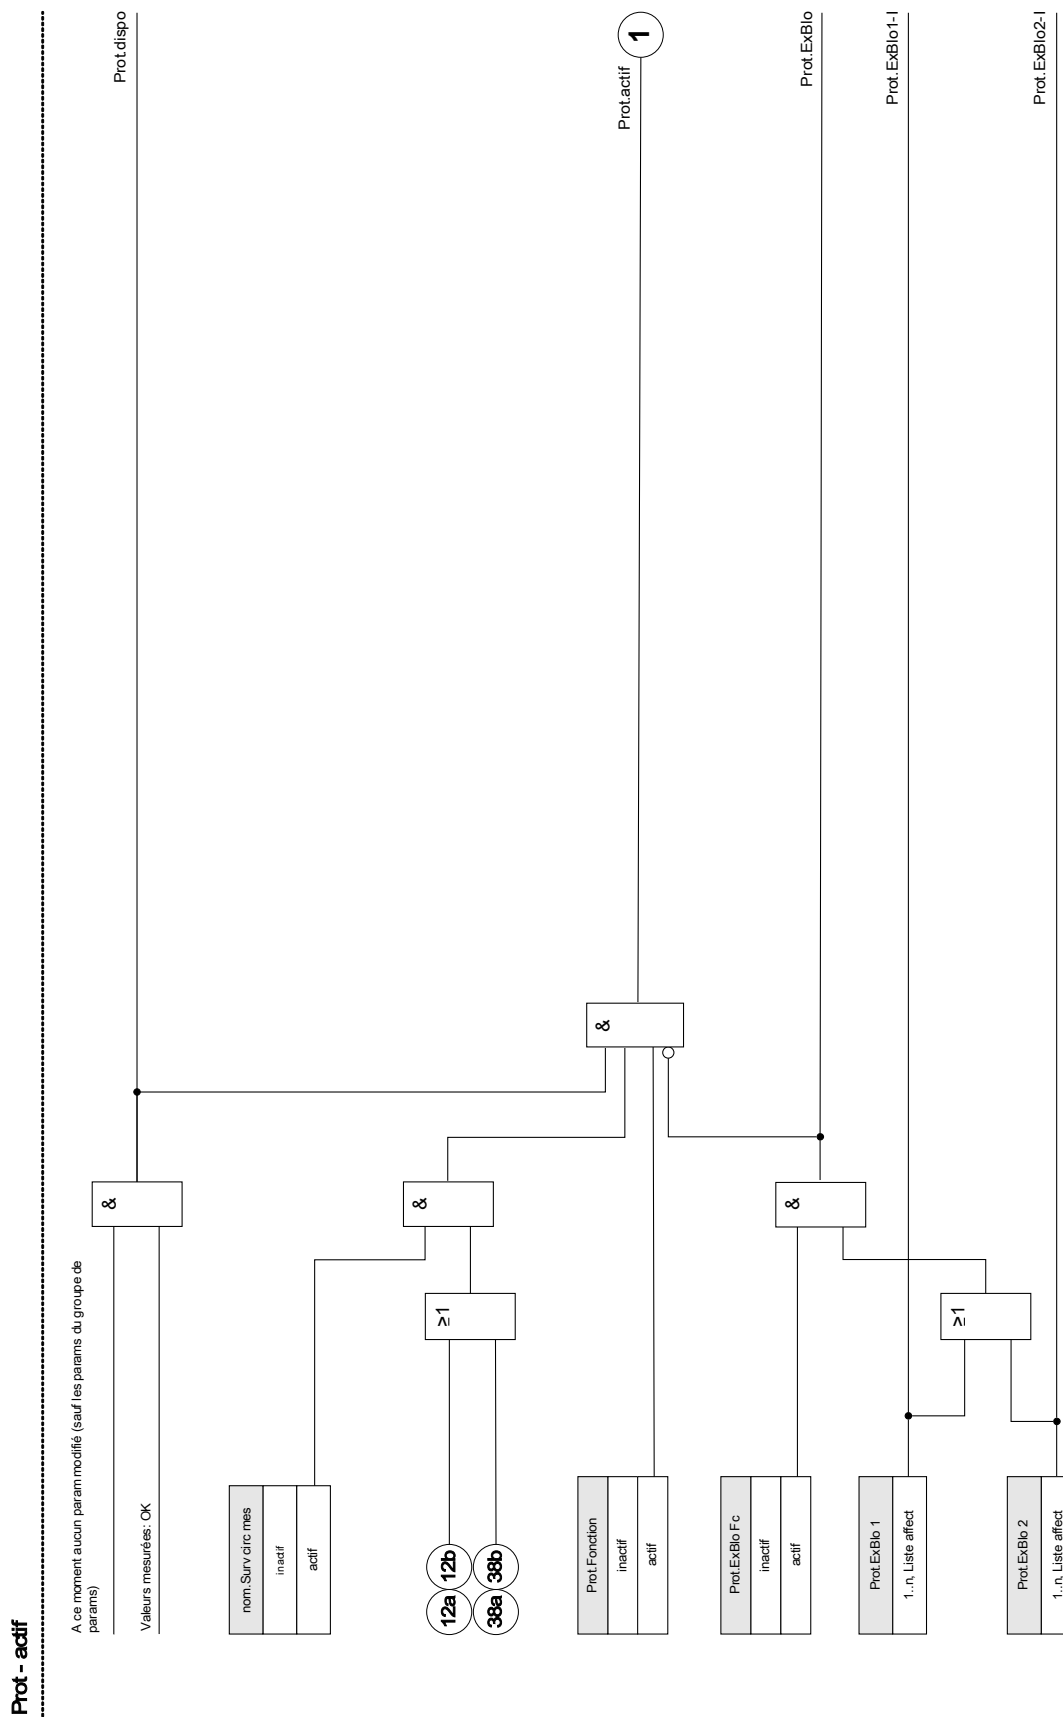 Prot - actif
A ce moment aucun param modifié (sauf les params du groupe de
params)
Valeurs mesurées: OK
&
Prot.dispo
nom.Surv circ mes
inactif
actif
12a 12b
38a 38b
≥1
&
Prot.Fonction
inactif
actif
&
Prot.actif
1
Prot.ExBlo Fc
inactif
actif
&
Prot.ExBlo
Prot.ExBlo 1
1..n, Liste affect
Prot.ExBlo1-I
≥1
Prot.ExBlo 2
1..n, Liste affect
Prot.ExBlo2-I